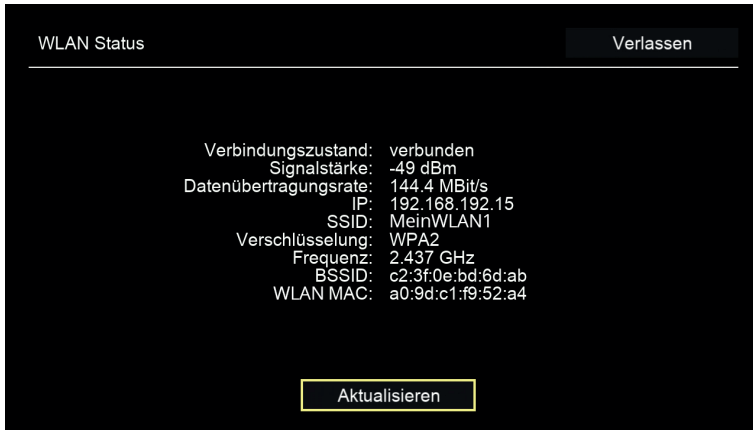 WLAN Status
Verlassen
Verbindungszustand: verbunden
Signalstärke: -49 dBm
Datenübertragungsrate: 144.4 MBit/s
IP: 192.168.192.15
SSID: MeinWLAN1
Verschlüsselung: WPA2
Frequenz: 2.437 GHz
BSSID: c2:3f:0e:bd:6d:ab
WLAN MAC: a0:9d:c1:f9:52:a4
Aktualisieren